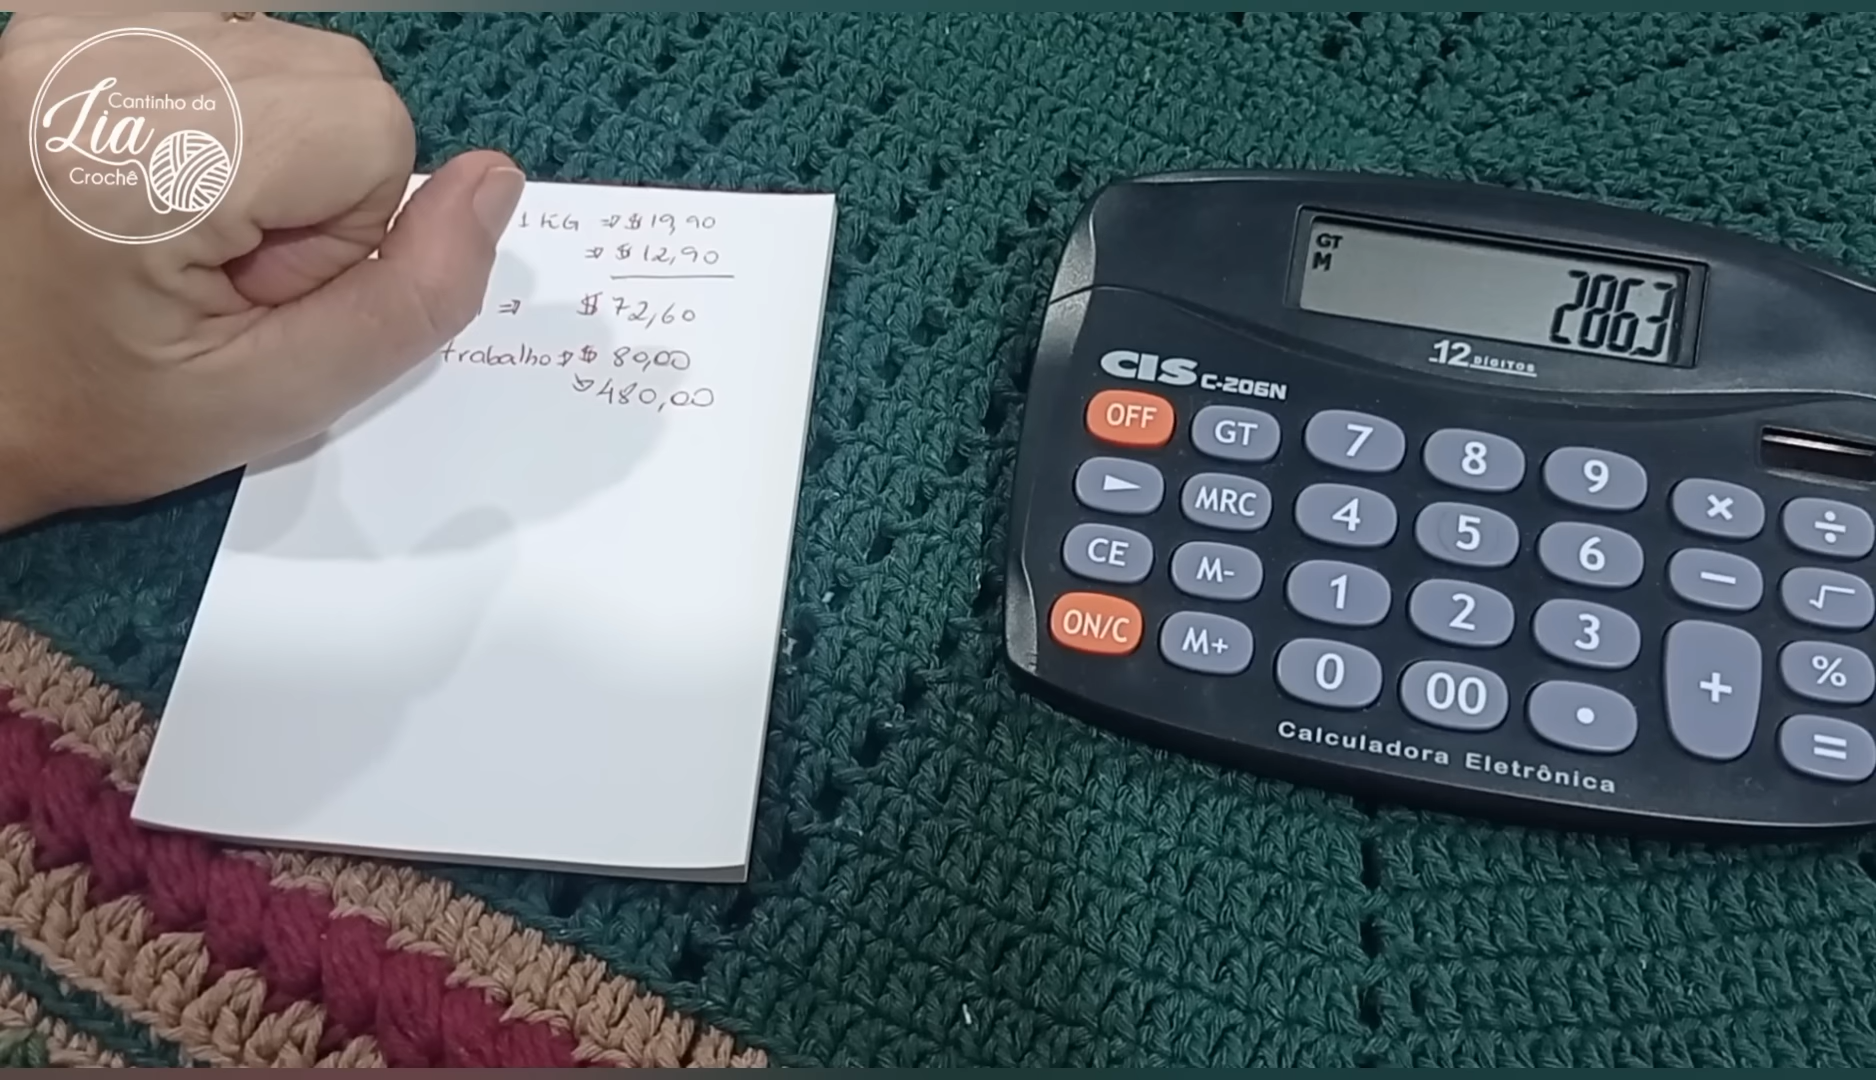 Cantinho da
Lia
Crochê
1 KG ⇒ $ 19,90
⇒ $ 12,90
⇒ $ 72,60
trabalho ⇒ $ 80,00
480,00
GT
M
2863
12 DÍGITOS
CIS C-206N
OFF GT 7 8 9 × ÷
MRC 4 5 6 − √
CE M- 1 2 3 + %
ON/C M+ 0 00 . =
Calculadora Eletrônica